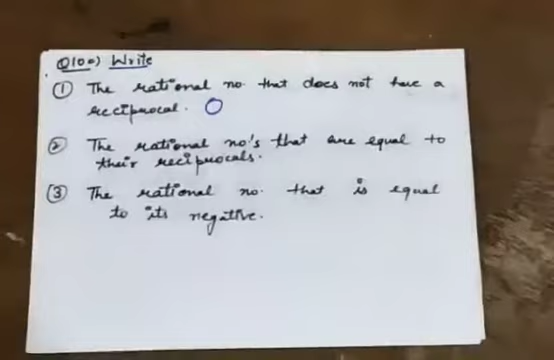 Q10(0) Write
① The rational no. that does not have a
reciprocal. 0
② The rational no's that are equal to
their reciprocals.
③ The rational no. that is equal
to its negative.